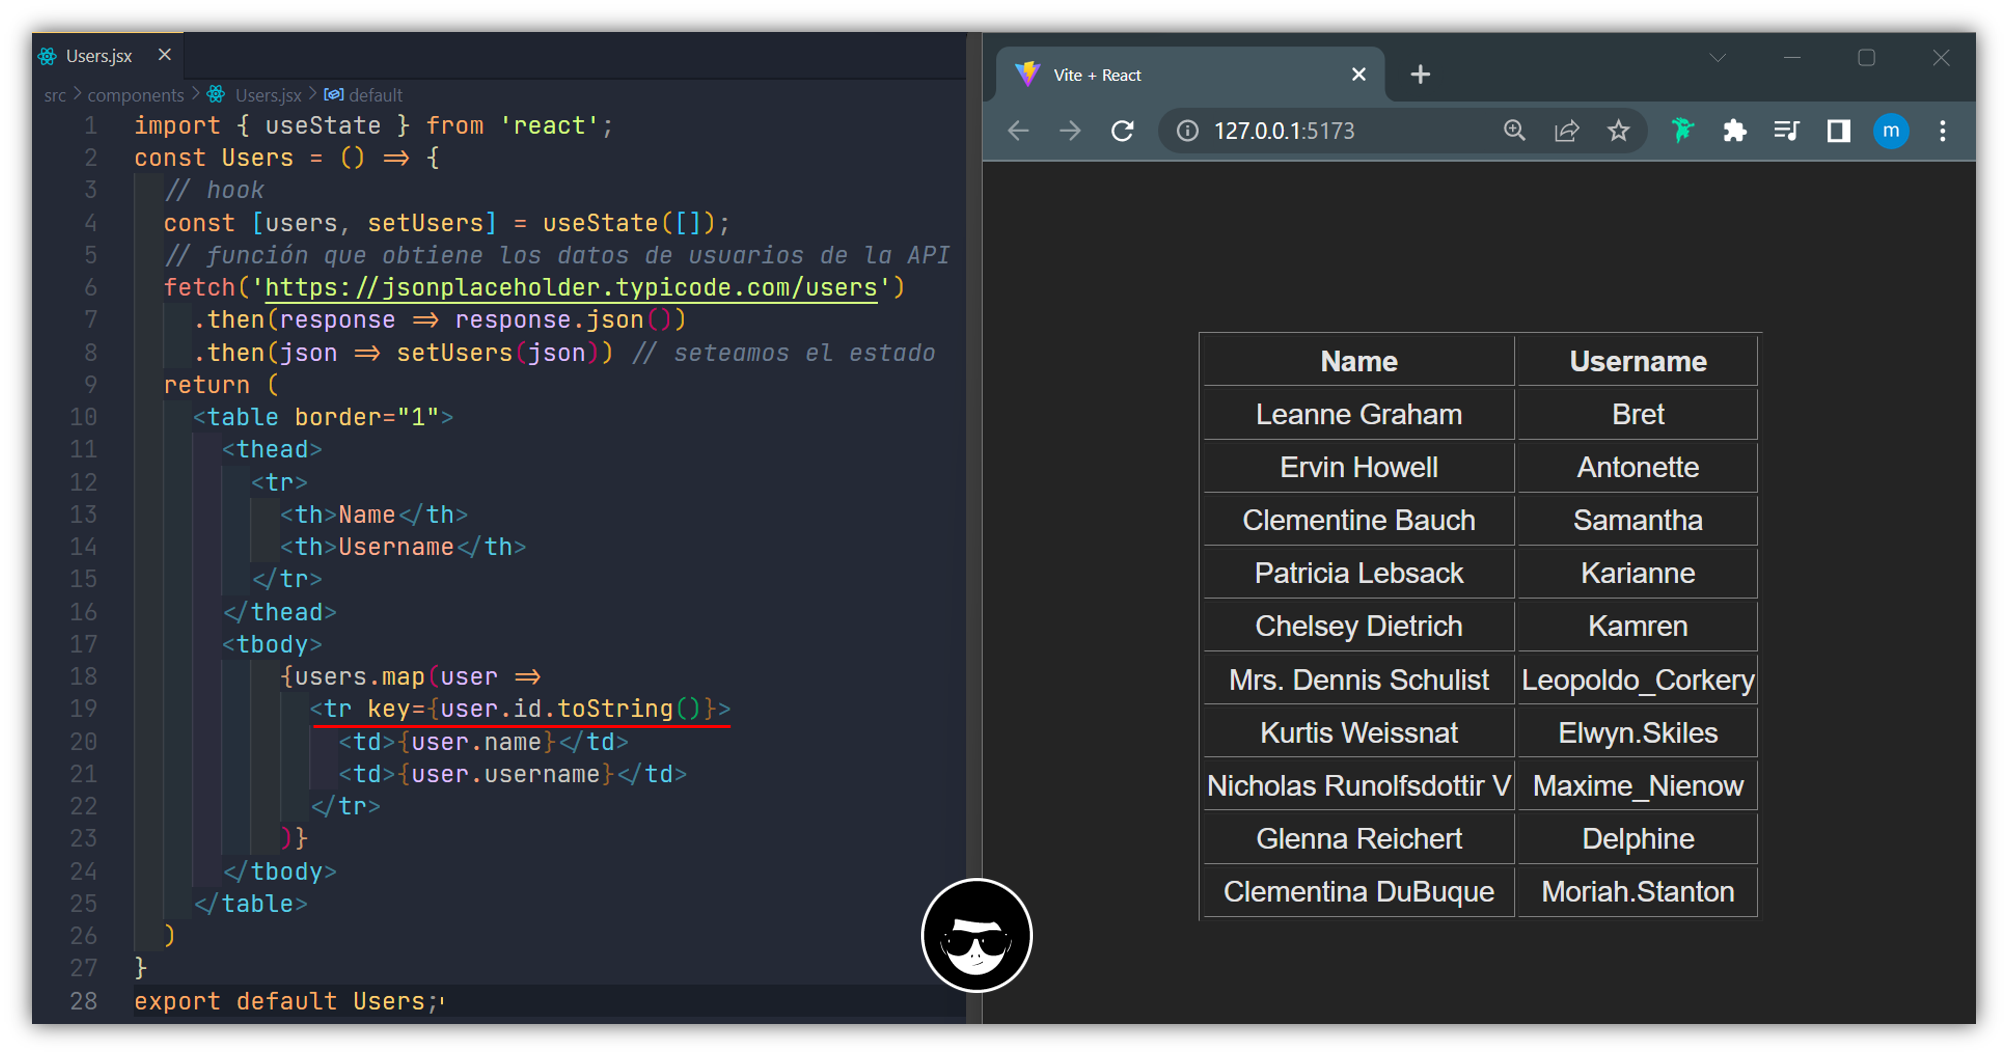 Users.jsx
src > components > Users.jsx > default
1 import { useState } from 'react';
2 const Users = () => {
3 // hook
4 const [users, setUsers] = useState([]);
5 // función que obtiene los datos de usuarios de la API
6 fetch('https://jsonplaceholder.typicode.com/users')
7 .then(response => response.json())
8 .then(json => setUsers(json)) // seteamos el estado
9 return (
10 <table border="1">
11 <thead>
12 <tr>
13 <th>Name</th>
14 <th>Username</th>
15 </tr>
16 </thead>
17 <tbody>
18 {users.map(user =>
19 <tr key={user.id.toString()}>
20 <td>{user.name}</td>
21 <td>{user.username}</td>
22 </tr>
23 )}
24 </tbody>
25 </table>
26 )
27 }
28 export default Users;
Vite + React
127.0.0.1:5173
m
Name Username
Leanne Graham Bret
Ervin Howell Antonette
Clementine Bauch Samantha
Patricia Lebsack Karianne
Chelsey Dietrich Kamren
Mrs. Dennis Schulist Leopoldo_Corkery
Kurtis Weissnat Elwyn.Skiles
Nicholas Runolfsdottir V Maxime_Nienow
Glenna Reichert Delphine
Clementina DuBuque Moriah.Stanton